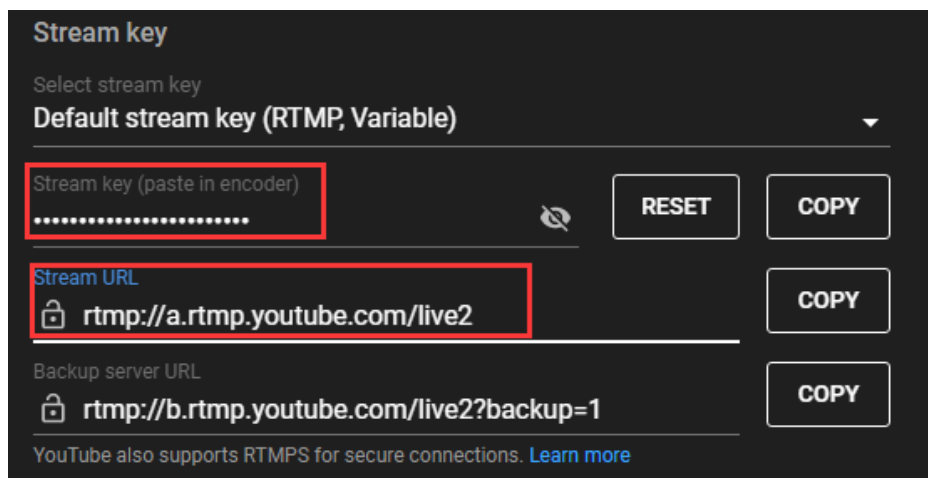 Stream key
Select stream key
Default stream key (RTMP, Variable)
Stream key (paste in encoder)
••••••••••••••••••••••••
RESET
COPY
Stream URL
rtmp://a.rtmp.youtube.com/live2
COPY
Backup server URL
rtmp://b.rtmp.youtube.com/live2?backup=1
COPY
YouTube also supports RTMPS for secure connections. Learn more